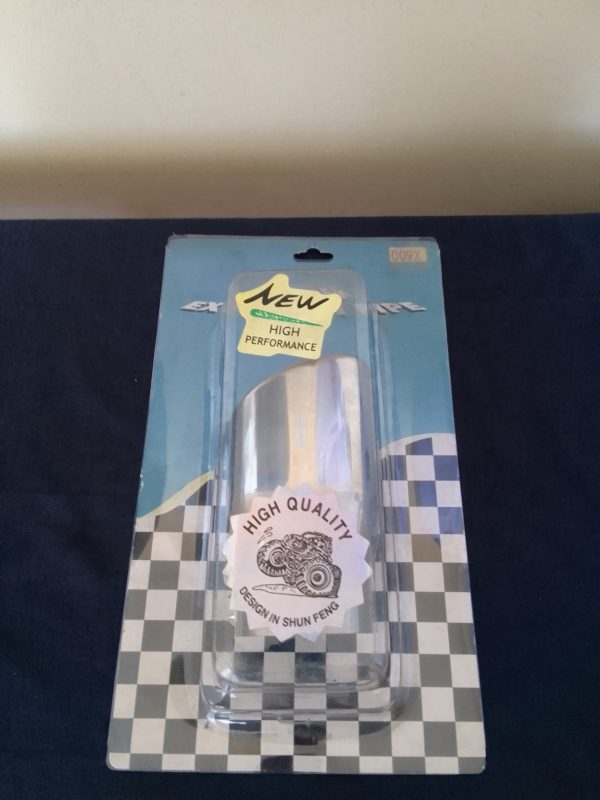 009X
NEW
HIGH
PERFORMANCE
HIGH QUALITY
DESIGN IN SHUN FENG